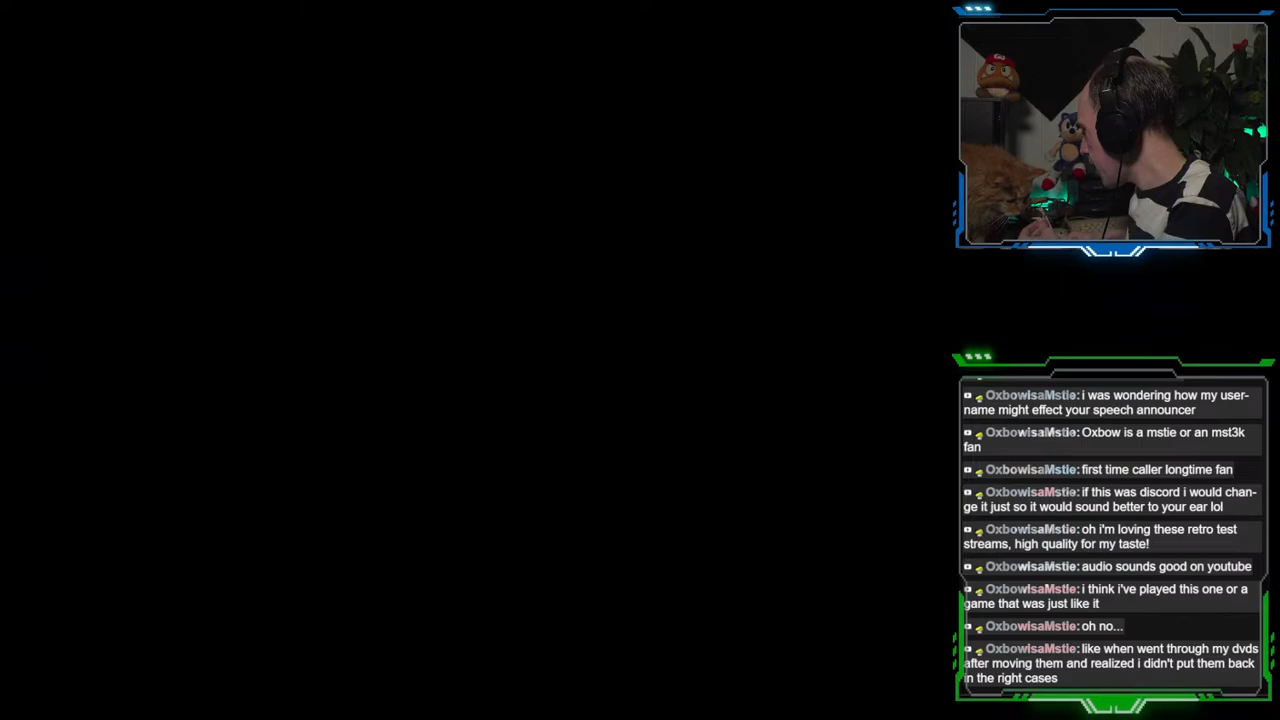 OxbowisaMstie: i was wondering how my user-
name might effect your speech announcer
OxbowisaMstie: Oxbow is a mstie or an mst3k
fan
OxbowisaMstie: first time caller longtime fan
OxbowisaMstie: if this was discord i would chan-
ge it just so it would sound better to your ear lol
OxbowisaMstie: oh i'm loving these retro test
streams, high quality for my taste!
OxbowisaMstie: audio sounds good on youtube
OxbowisaMstie: i think i've played this one or a
game that was just like it
OxbowisaMstie: oh no...
OxbowisaMstie: like when went through my dvds
after moving them and realized i didn't put them back
in the right cases